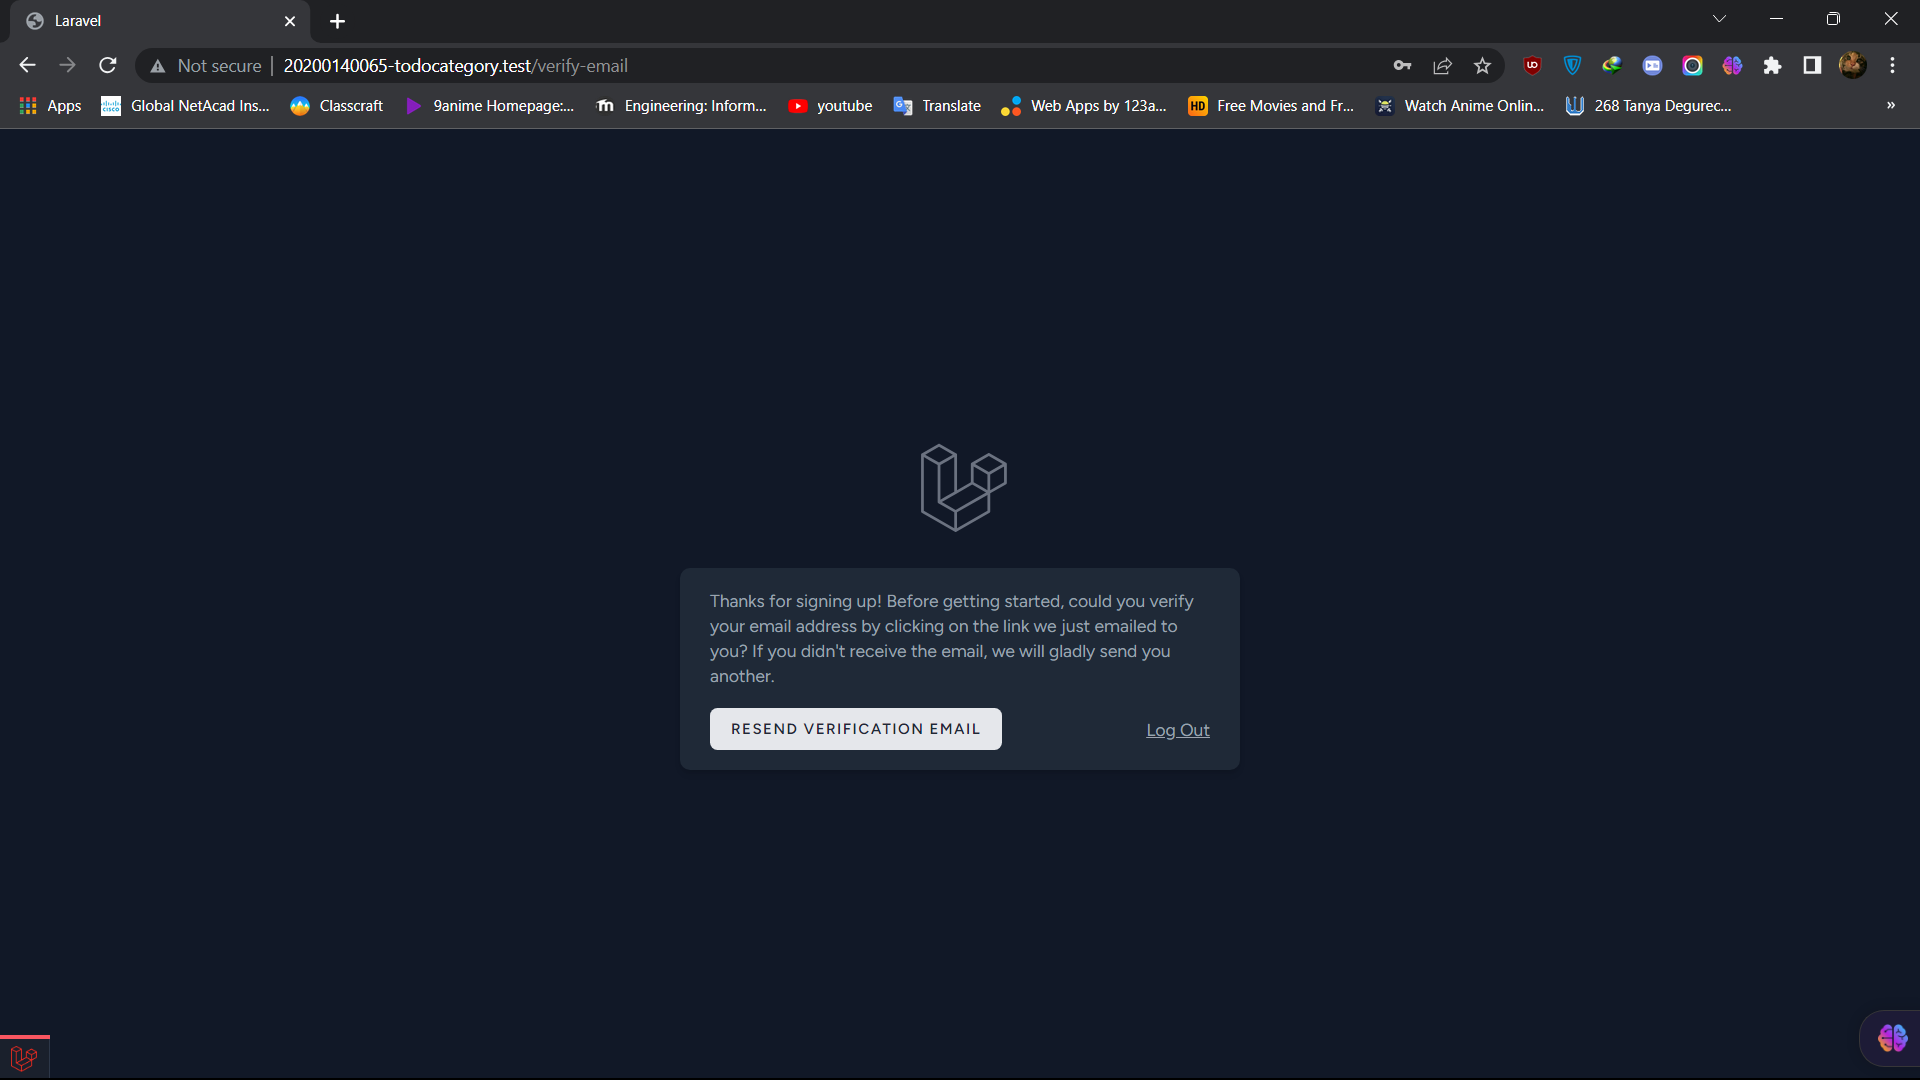 Laravel
Not secure
20200140065-todocategory.test/verify-email
Apps
Global NetAcad Ins...
Classcraft
9anime Homepage:...
Engineering: Inform...
youtube
Translate
Web Apps by 123a...
HD
Free Movies and Fr...
Watch Anime Onlin...
268 Tanya Degurec...
»
Thanks for signing up! Before getting started, could you verify
your email address by clicking on the link we just emailed to
you? If you didn't receive the email, we will gladly send you
another.
RESEND VERIFICATION EMAIL
Log Out